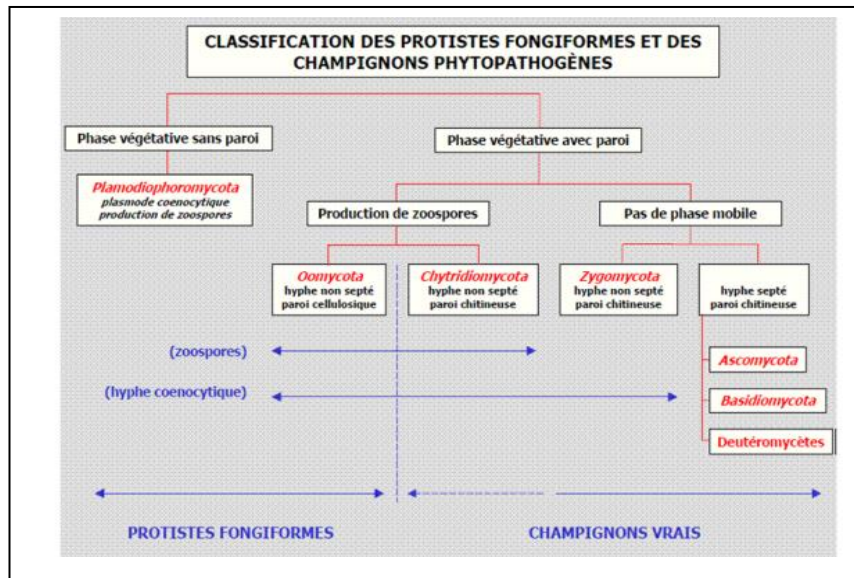 CLASSIFICATION DES PROTISTES FONGIFORMES ET DES
CHAMPIGNONS PHYTOPATHOGÈNES
Phase végétative sans paroi
Phase végétative avec paroi
Plamodiophoromycota
plasmode coenocytique
production de zoospores
Production de zoospores
Pas de phase mobile
Oomycota
hyphe non septé
paroi cellulosique
Chytridiomycota
hyphe non septé
paroi chitineuse
Zygomycota
hyphe non septé
paroi chitineuse
hyphe septé
paroi chitineuse
(zoospores)
Ascomycota
(hyphe coenocytique)
Basidiomycota
Deutéromycètes
PROTISTES FONGIFORMES
CHAMPIGNONS VRAIS